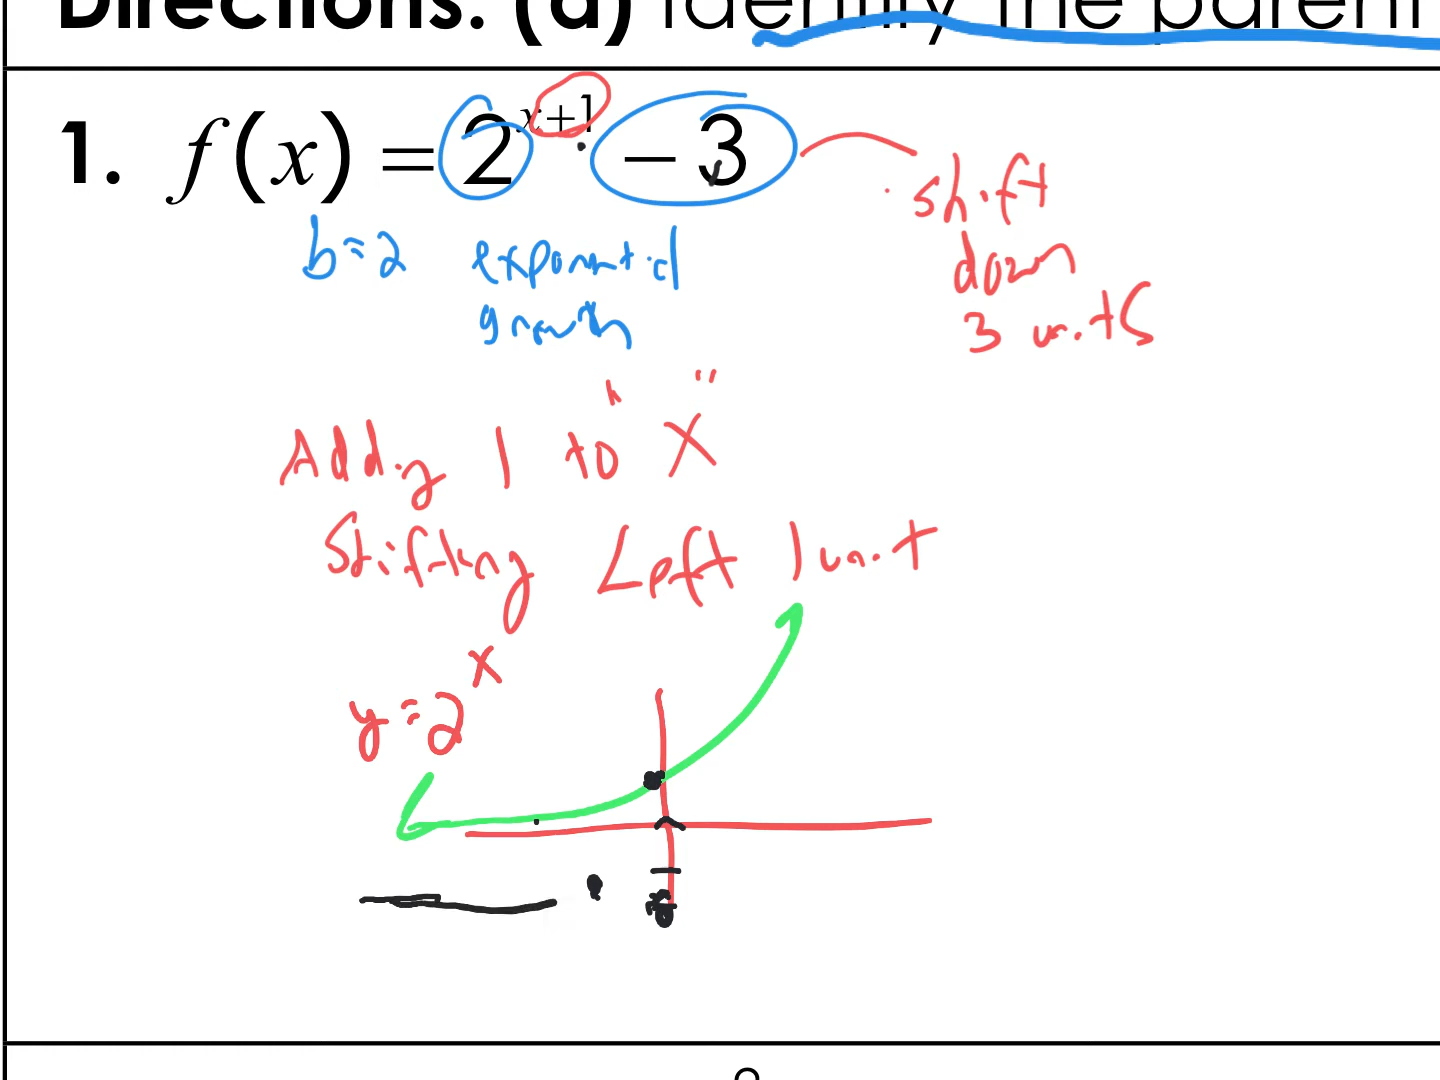 Directions: (a) Identify the parent
1. f(x) = 2^{x+1} − 3
shift
down
3 units
b=2 exponential
growth
Adding 1 to "x"
Shifting Left 1 unit
y=2^x